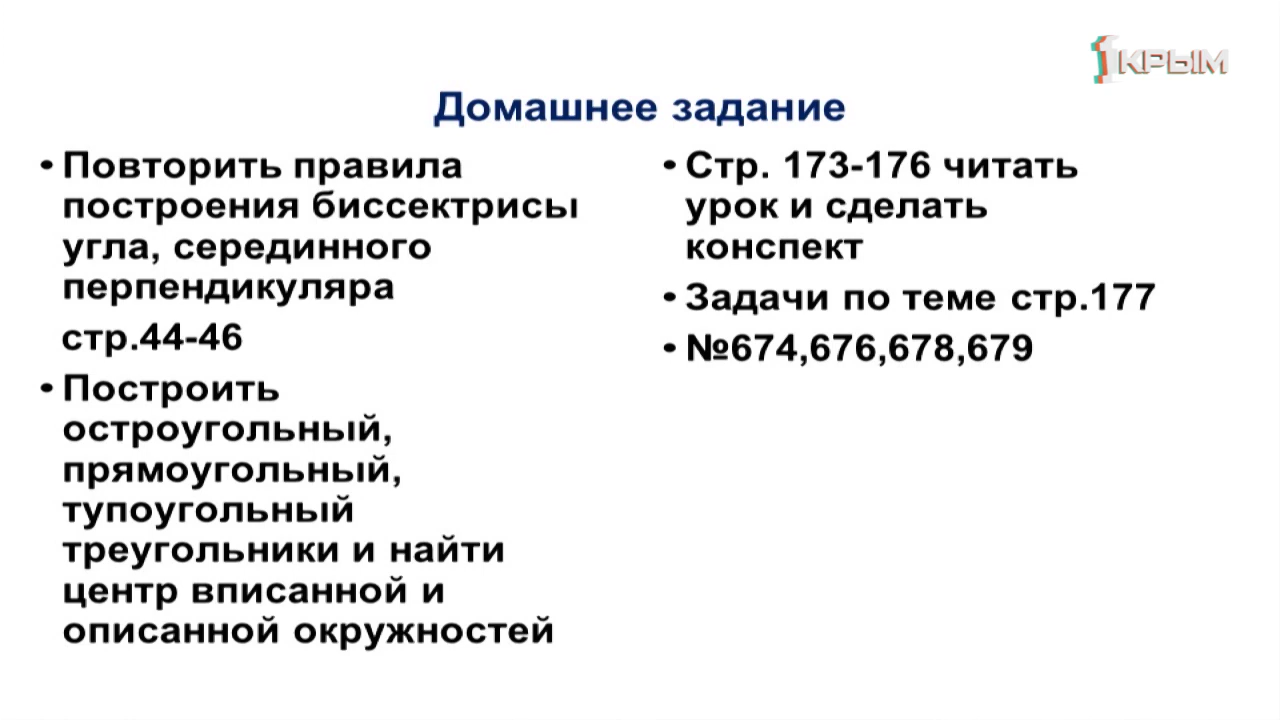 1КРЫМ
Домашнее задание
• Повторить правила
построения биссектрисы
угла, серединного
перпендикуляра
стр.44-46
• Построить
остроугольный,
прямоугольный,
тупоугольный
треугольники и найти
центр вписанной и
описанной окружностей
• Стр. 173-176 читать
урок и сделать
конспект
• Задачи по теме стр.177
• №674,676,678,679